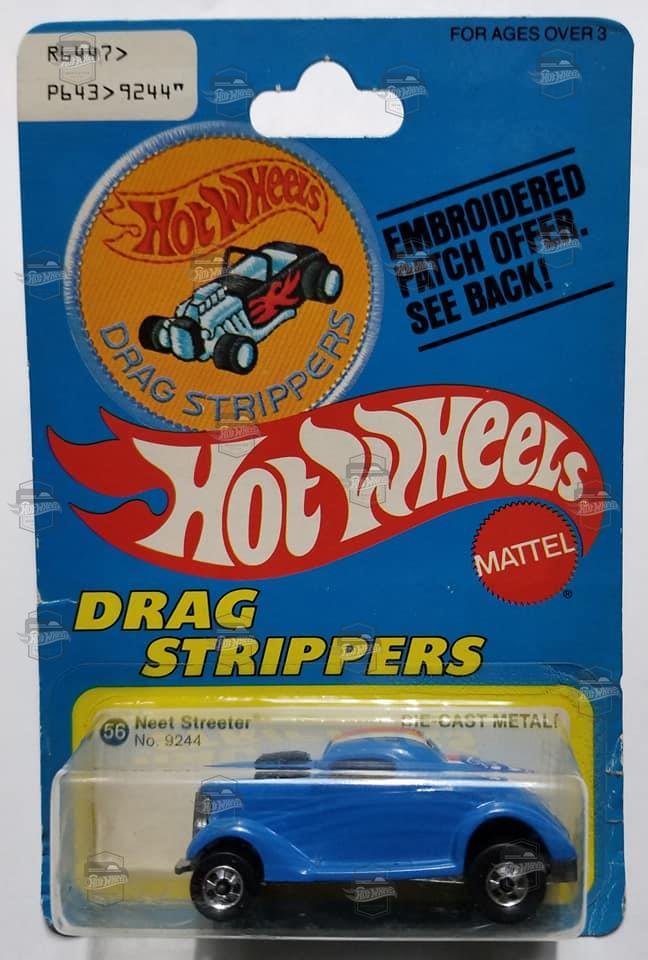 FOR AGES OVER 3
R6447>
P643>9244"
Hot Wheels
DRAG STRIPPERS
EMBROIDERED
PATCH OFFER.
SEE BACK!
Hot Wheels
MATTEL
®
DRAG
STRIPPERS
56 Neet Streeter
No. 9244
DIE-CAST METAL!